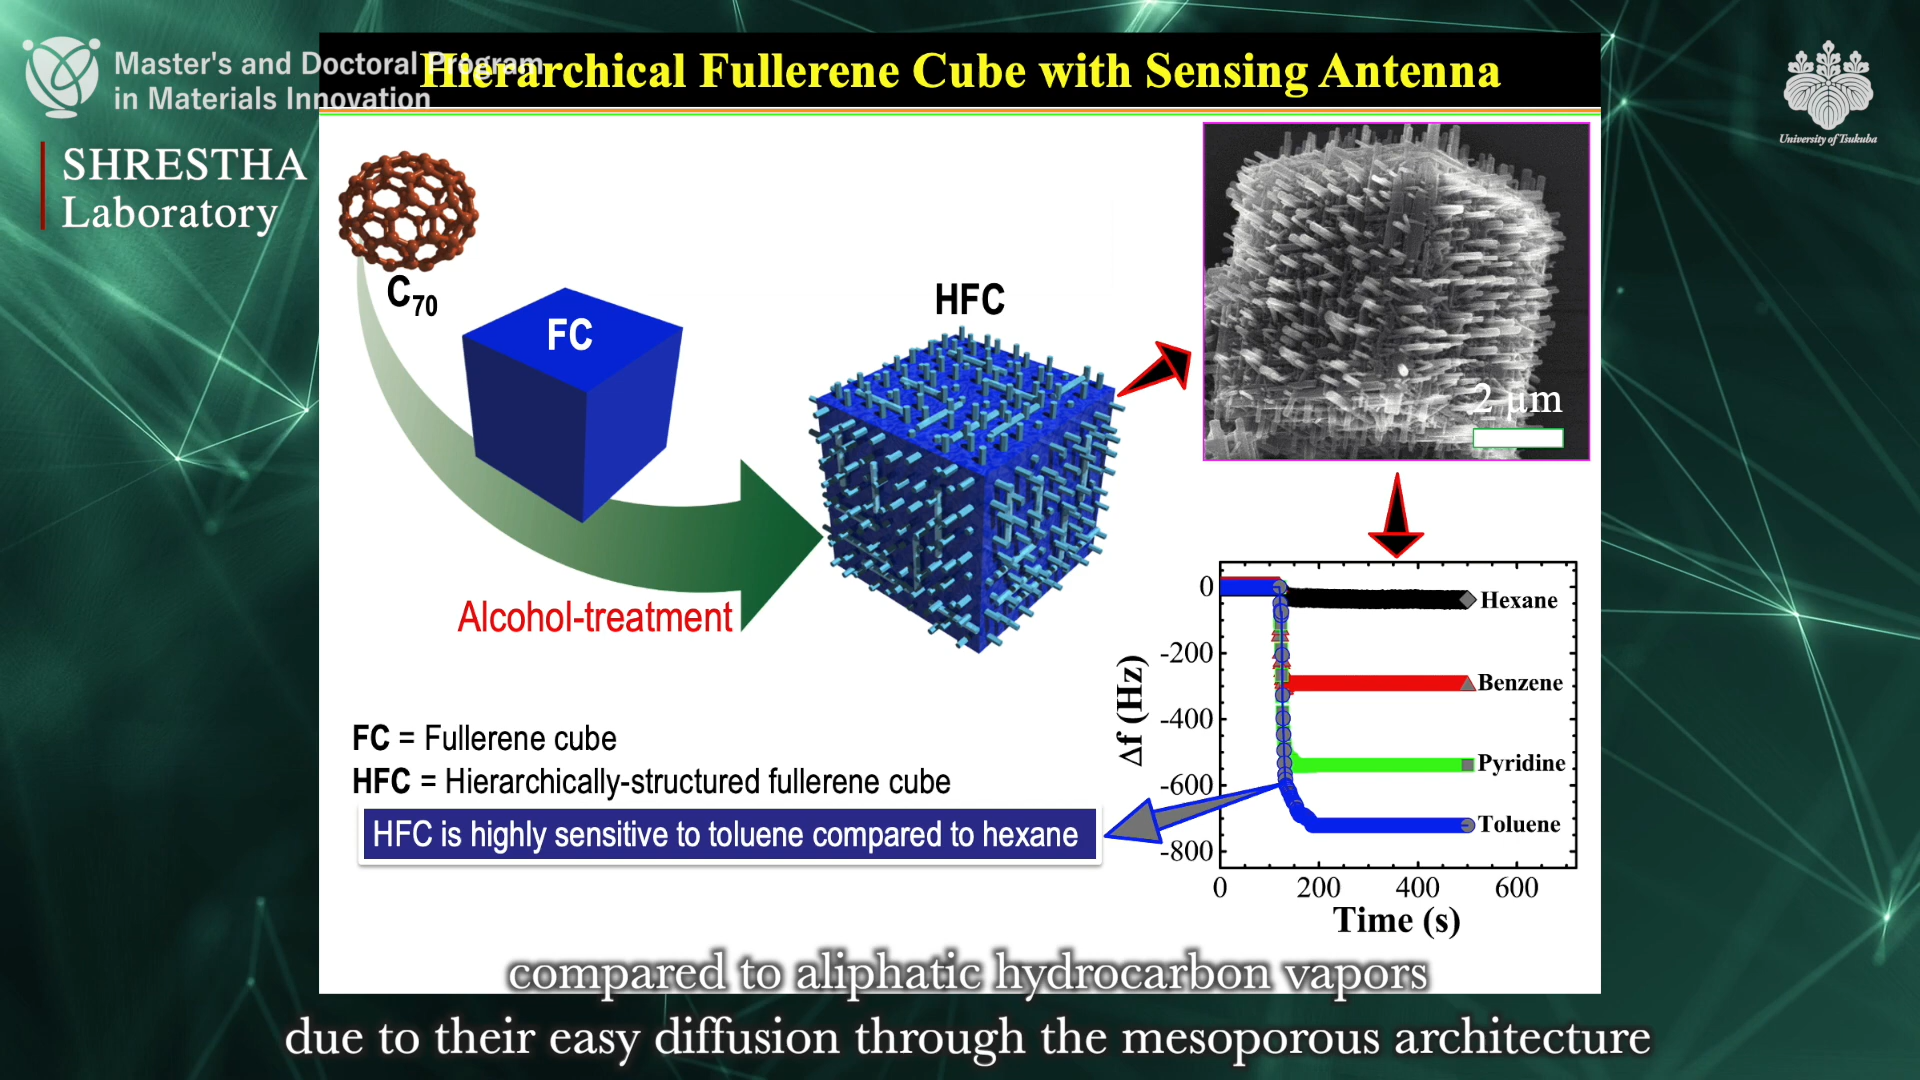 Master's and Doctoral Program
in Materials Innovation
SHRESTHA
Laboratory
University of Tsukuba
Hierarchical Fullerene Cube with Sensing Antenna
C70
FC
HFC
Alcohol-treatment
2 µm
FC = Fullerene cube
HFC = Hierarchically-structured fullerene cube
HFC is highly sensitive to toluene compared to hexane
Δf (Hz)
0
-200
-400
-600
-800
Hexane
Benzene
Pyridine
Toluene
0 200 400 600
Time (s)
compared to aliphatic hydrocarbon vapors
due to their easy diffusion through the mesoporous architecture